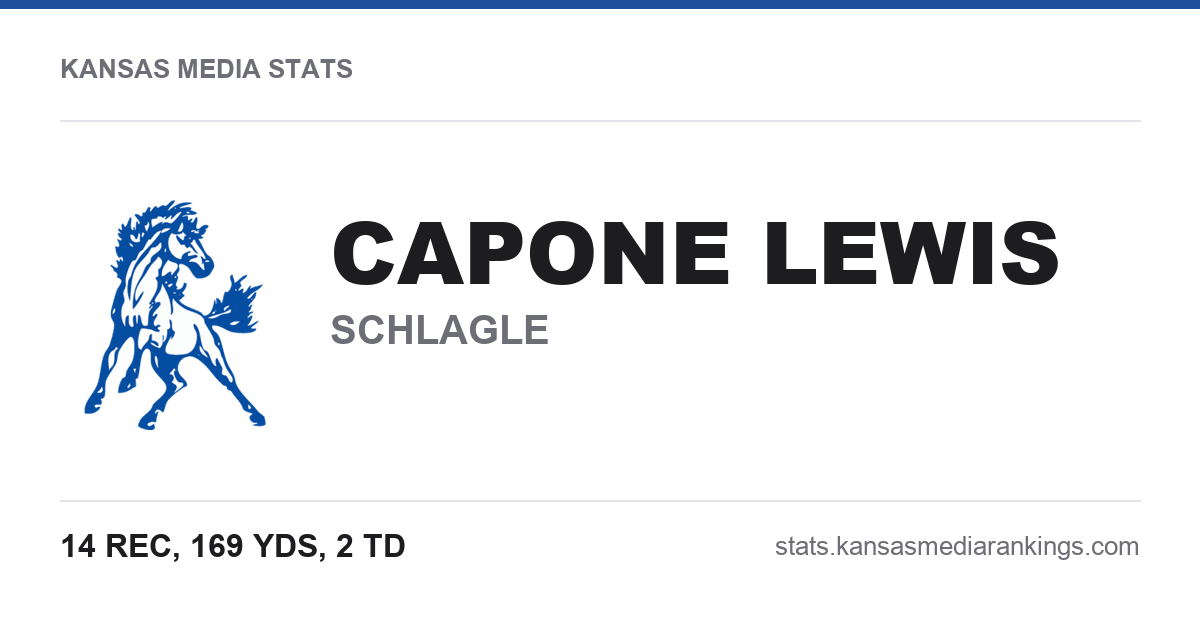 KANSAS MEDIA STATS
CAPONE LEWIS
SCHLAGLE
14 REC, 169 YDS, 2 TD
stats.kansasmediarankings.com